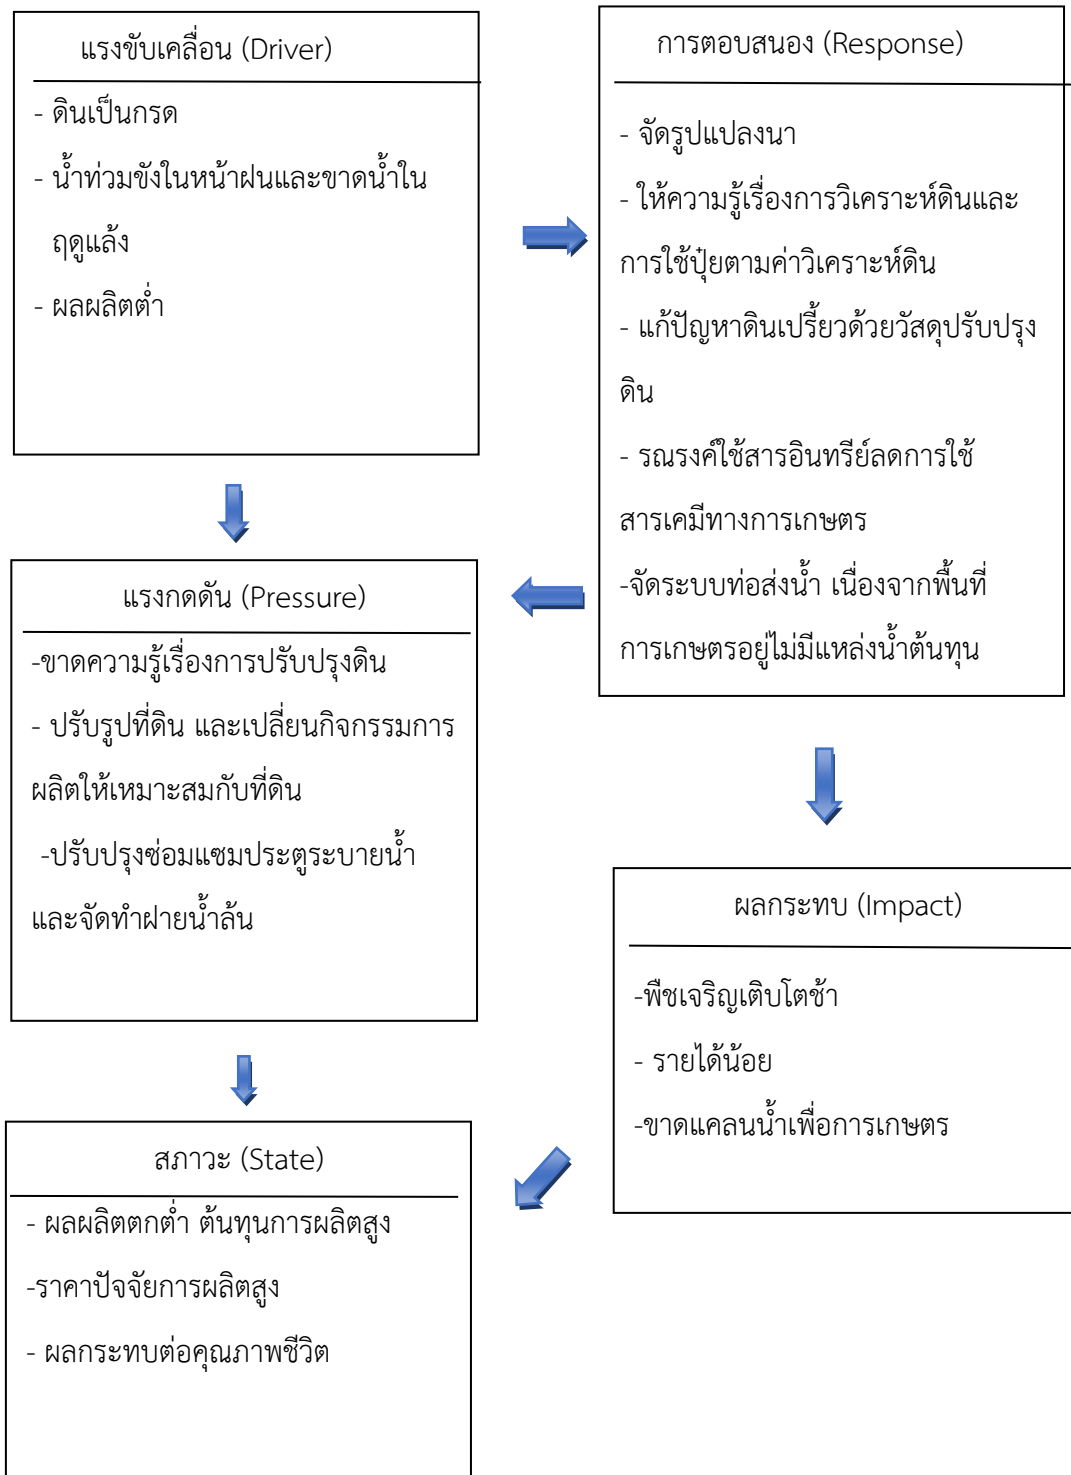 แรงขับเคลื่อน (Driver)
- ดินเป็นกรด
- น้ำท่วมขังในหน้าฝนและขาดน้ำใน
ฤดูแล้ง
- ผลผลิตต่ำ
การตอบสนอง (Response)
- จัดรูปแปลงนา
- ให้ความรู้เรื่องการวิเคราะห์ดินและ
การใช้ปุ๋ยตามค่าวิเคราะห์ดิน
- แก้ปัญหาดินเปรี้ยวด้วยวัสดุปรับปรุง
ดิน
- รณรงค์ใช้สารอินทรีย์ลดการใช้
สารเคมีทางการเกษตร
-จัดระบบท่อส่งน้ำ เนื่องจากพื้นที่
การเกษตรอยู่ไม่มีแหล่งน้ำต้นทุน
แรงกดดัน (Pressure)
-ขาดความรู้เรื่องการปรับปรุงดิน
- ปรับรูปที่ดิน และเปลี่ยนกิจกรรมการ
ผลิตให้เหมาะสมกับที่ดิน
-ปรับปรุงซ่อมแซมประตูระบายน้ำ
และจัดทำฝายน้ำล้น
ผลกระทบ (Impact)
-พืชเจริญเติบโตช้า
- รายได้น้อย
-ขาดแคลนน้ำเพื่อการเกษตร
สภาวะ (State)
- ผลผลิตตกต่ำ ต้นทุนการผลิตสูง
-ราคาปัจจัยการผลิตสูง
- ผลกระทบต่อคุณภาพชีวิต